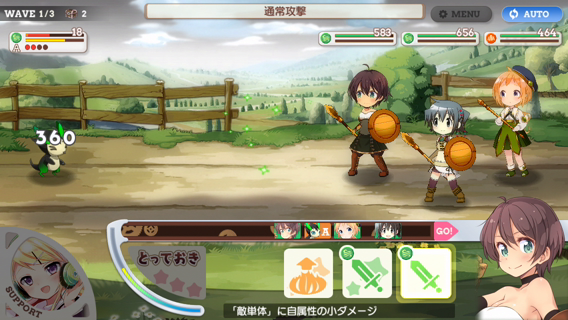 WAVE 1/3 2
通常攻撃
MENU
AUTO
18
A
583
656
464
360
A
GO!
とっておき
SUPPORT
「敵単体」に自属性の小ダメージ